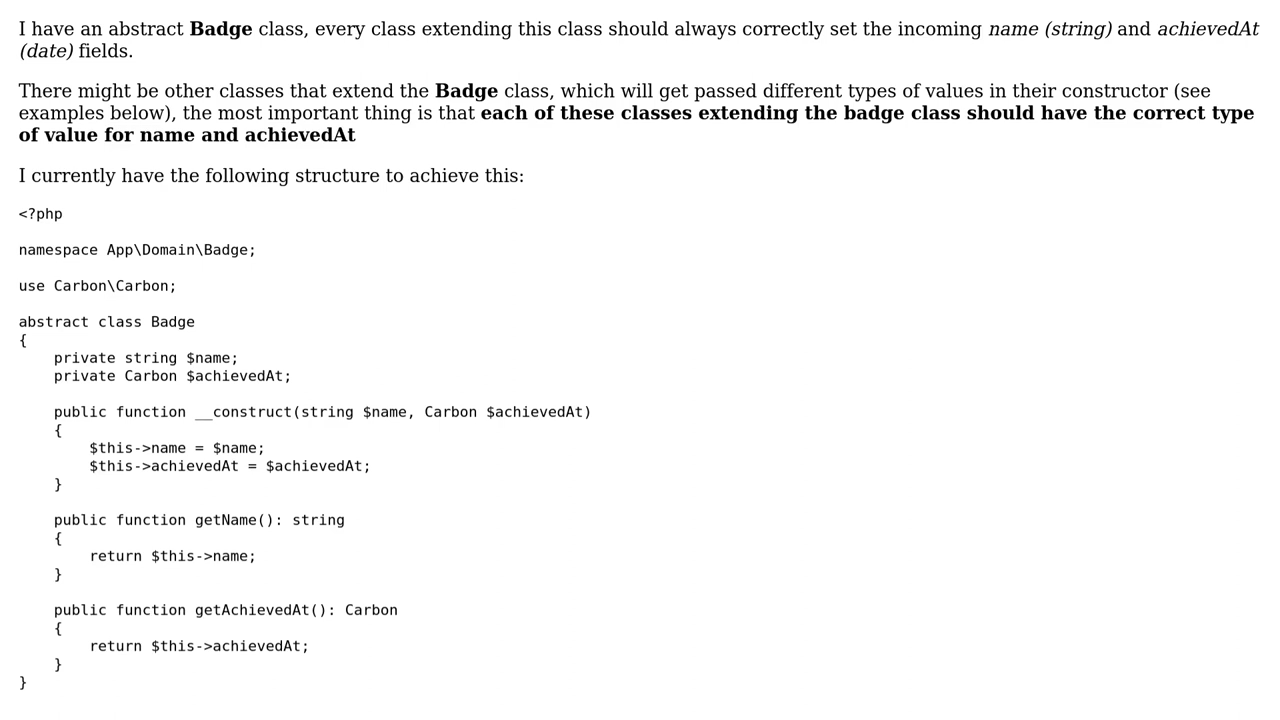 I have an abstract Badge class, every class extending this class should always correctly set the incoming name (string) and achievedAt
(date) fields.
There might be other classes that extend the Badge class, which will get passed different types of values in their constructor (see
examples below), the most important thing is that each of these classes extending the badge class should have the correct type
of value for name and achievedAt
I currently have the following structure to achieve this:
<?php
namespace App\Domain\Badge;
use Carbon\Carbon;
abstract class Badge
{
    private string $name;
    private Carbon $achievedAt;
    public function __construct(string $name, Carbon $achievedAt)
    {
        $this->name = $name;
        $this->achievedAt = $achievedAt;
    }
    public function getName(): string
    {
        return $this->name;
    }
    public function getAchievedAt(): Carbon
    {
        return $this->achievedAt;
    }
}